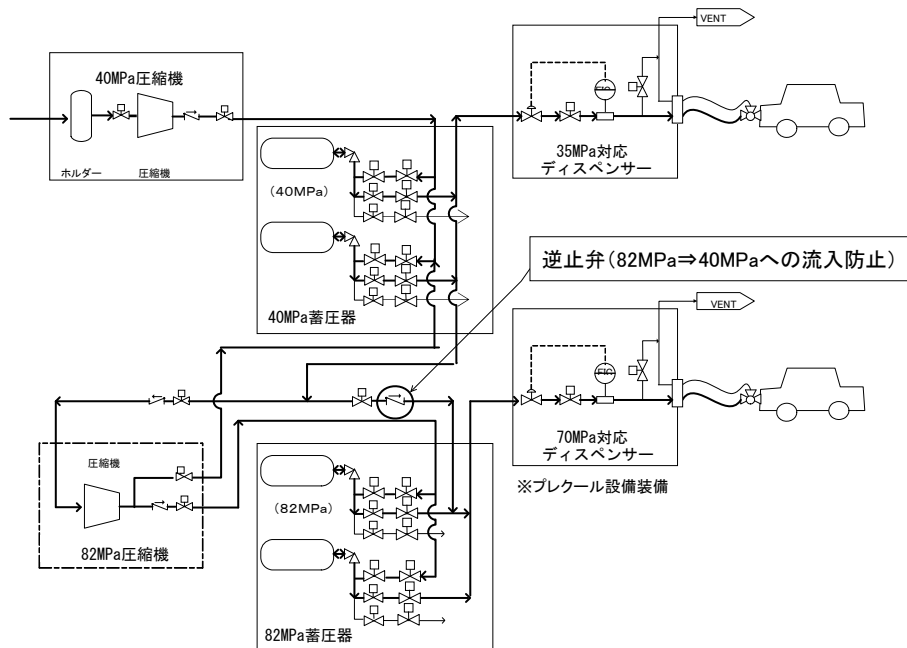 VENT
40MPa圧縮機
ホルダー
圧縮機
(40MPa)
40MPa蓄圧器
35MPa対応
ディスペンサー
逆止弁(82MPa⇒40MPaへの流入防止)
VENT
70MPa対応
ディスペンサー
※プレクール設備装備
圧縮機
82MPa圧縮機
(82MPa)
82MPa蓄圧器